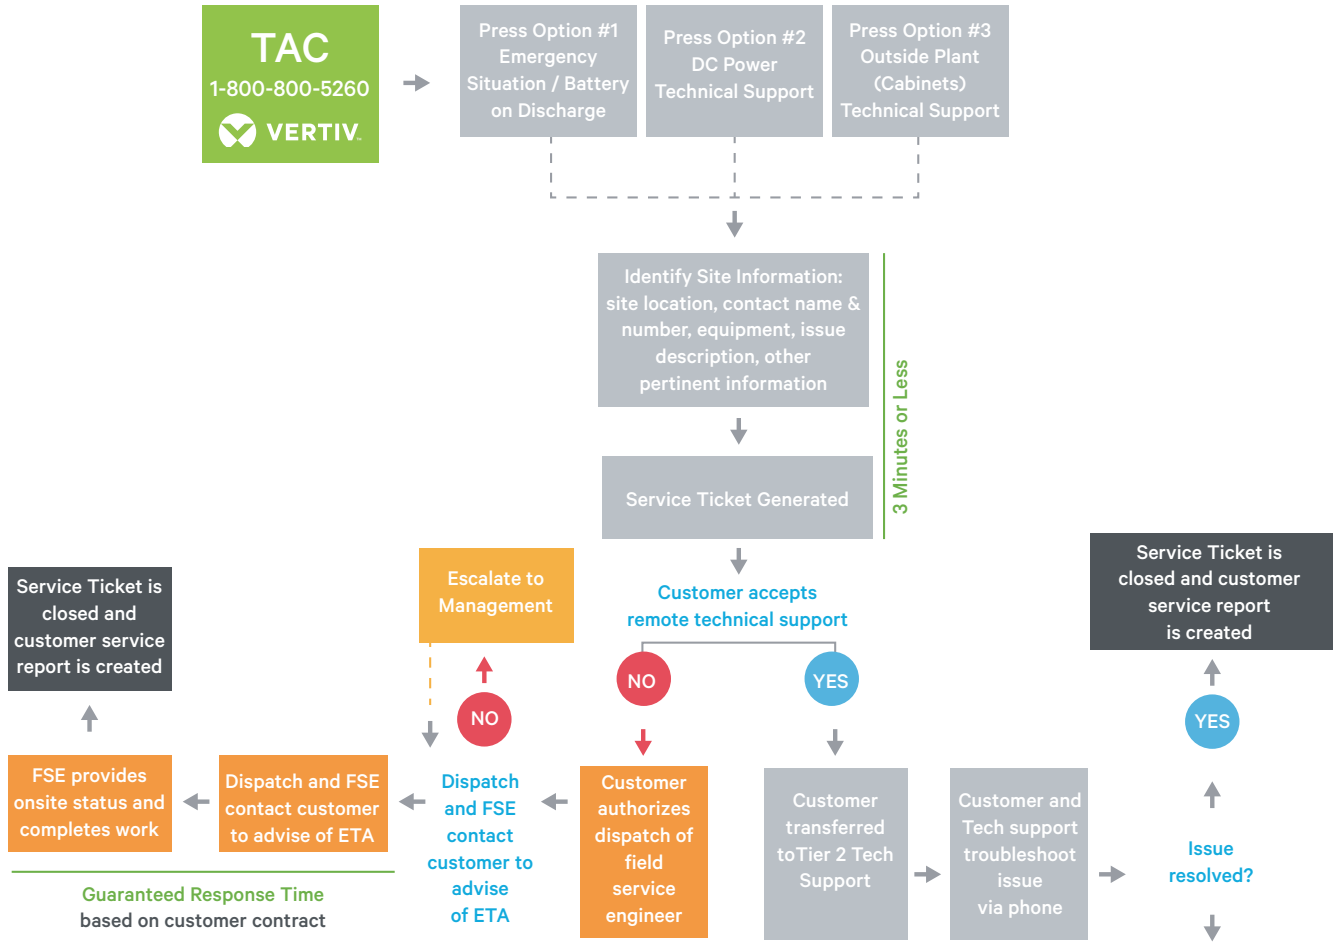 TAC
1-800-800-5260
VERTIV™
Press Option #1
Emergency
Situation / Battery
on Discharge
Press Option #2
DC Power
Technical Support
Press Option #3
Outside Plant
(Cabinets)
Technical Support
Identify Site Information:
site location, contact name &
number, equipment, issue
description, other
pertinent information
3 Minutes or Less
Service Ticket Generated
Customer accepts
remote technical support
NO
YES
Escalate to
Management
NO
Service Ticket is
closed and
customer service
report is created
Service Ticket is
closed and customer
service report
is created
YES
FSE provides
onsite status and
completes work
Dispatch and FSE
contact customer
to advise of ETA
Dispatch
and FSE
contact
customer to
advise
of ETA
Customer
authorizes
dispatch of
field
service
engineer
Customer
transferred
toTier 2 Tech
Support
Customer and
Tech support
troubleshoot
issue
via phone
Issue
resolved?
Guaranteed Response Time
based on customer contract